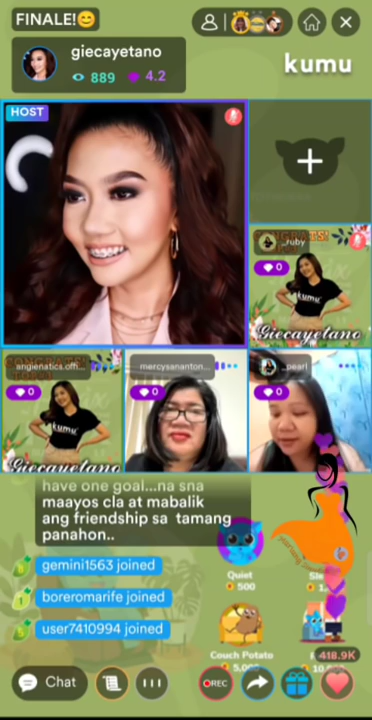 FINALE!😊
giecayetano
889
4.2
kumu
HOST
_ruby
0
kumu
Giecayetano
angienatics.offi...
0
kumu
Giecayetano
mercysananton...
0
_pearl
0
have one goal...na sna
maayos cla at mabalik
ang friendship sa tamang
panahon..
gemini1563 joined
boreromarife joined
user7410994 joined
Quiet
500
Couch Potato
418.9K
Chat
REC